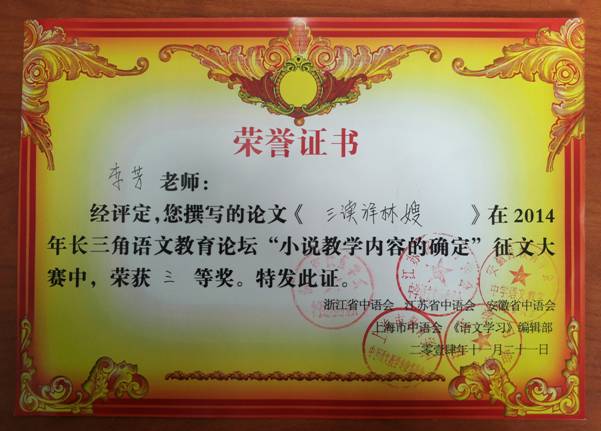 荣誉证书
李芳 老师：
经评定，您撰写的论文《 三读祥林嫂 》在 2014
年长三角语文教育论坛“小说教学内容的确定”征文大
赛中，荣获 三 等奖。特发此证。
浙江省中语会 江苏省中语会 安徽省中语会
上海市中语会 《语文学习》编辑部
二零壹肆年十一月二十一日